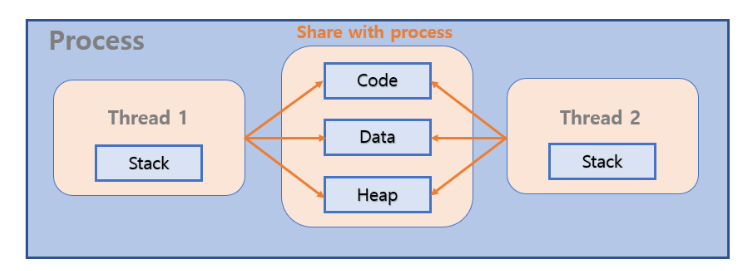 Process
Share with process
Thread 1
Stack
Code
Data
Heap
Thread 2
Stack